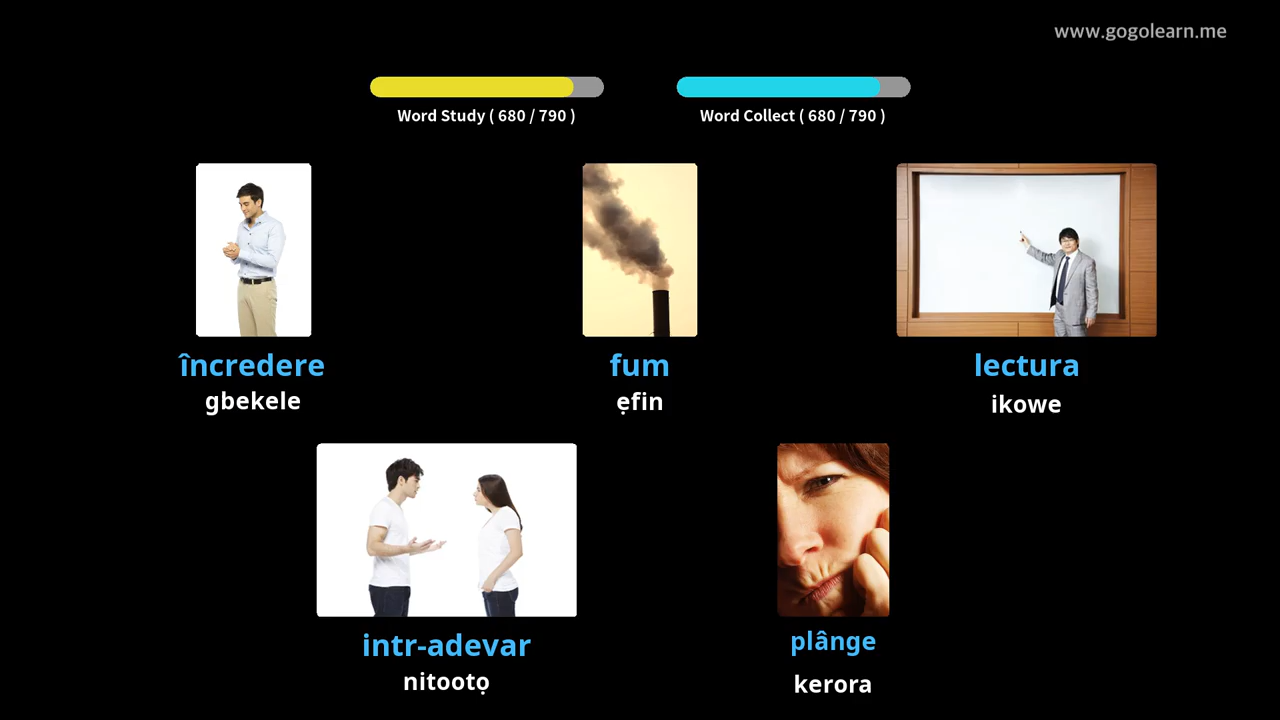 www.gogolearn.me
Word Study ( 680 / 790 )
Word Collect ( 680 / 790 )
încredere
gbekele
fum
ẹfin
lectura
ikowe
intr-adevar
nitootọ
plânge
kerora